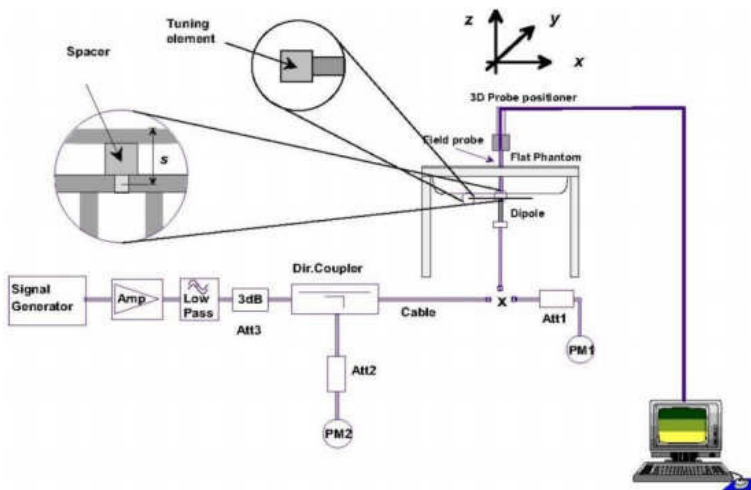 Tuning
element
Spacer
s
z
y
x
3D Probe positioner
Field probe
Flat Phantom
Dipole
Signal
Generator
Amp
Low
Pass
3dB
Att3
Dir.Coupler
Cable
x
Att1
PM1
Att2
PM2